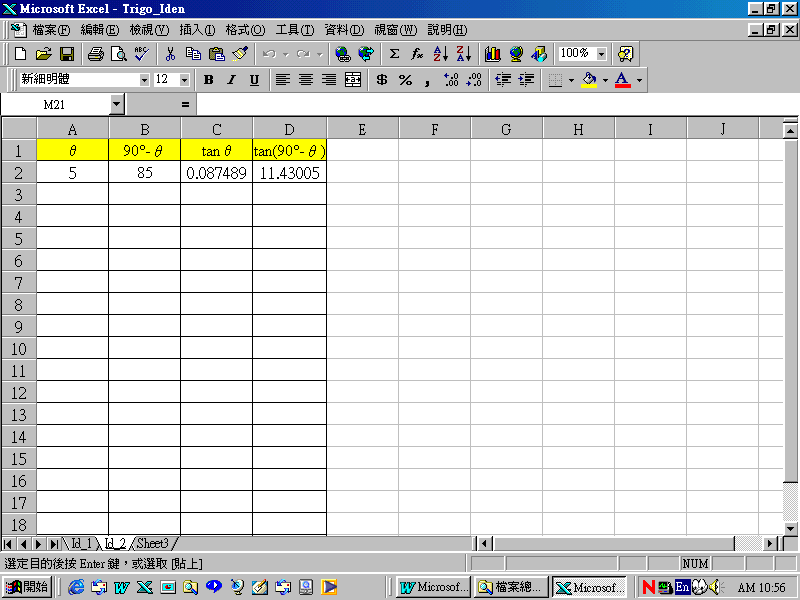 Microsoft Excel - Trigo_Iden
檔案(F) 編輯(E) 檢視(V) 插入(I) 格式(O) 工具(T) 資料(D) 視窗(W) 說明(H)
100%
新細明體 12 B I U $ % ,
M21 =
A B C D E F G H I J
1 θ 90°- θ tan θ tan(90°- θ )
2 5 85 0.087489 11.43005
3
4
5
6
7
8
9
10
11
12
13
14
15
16
17
18
Id_1 Id_2 Sheet3
選定目的後按 Enter 鍵，或選取 [貼上] NUM
開始 Microsof... 檔案總... Microsof... En AM 10:56